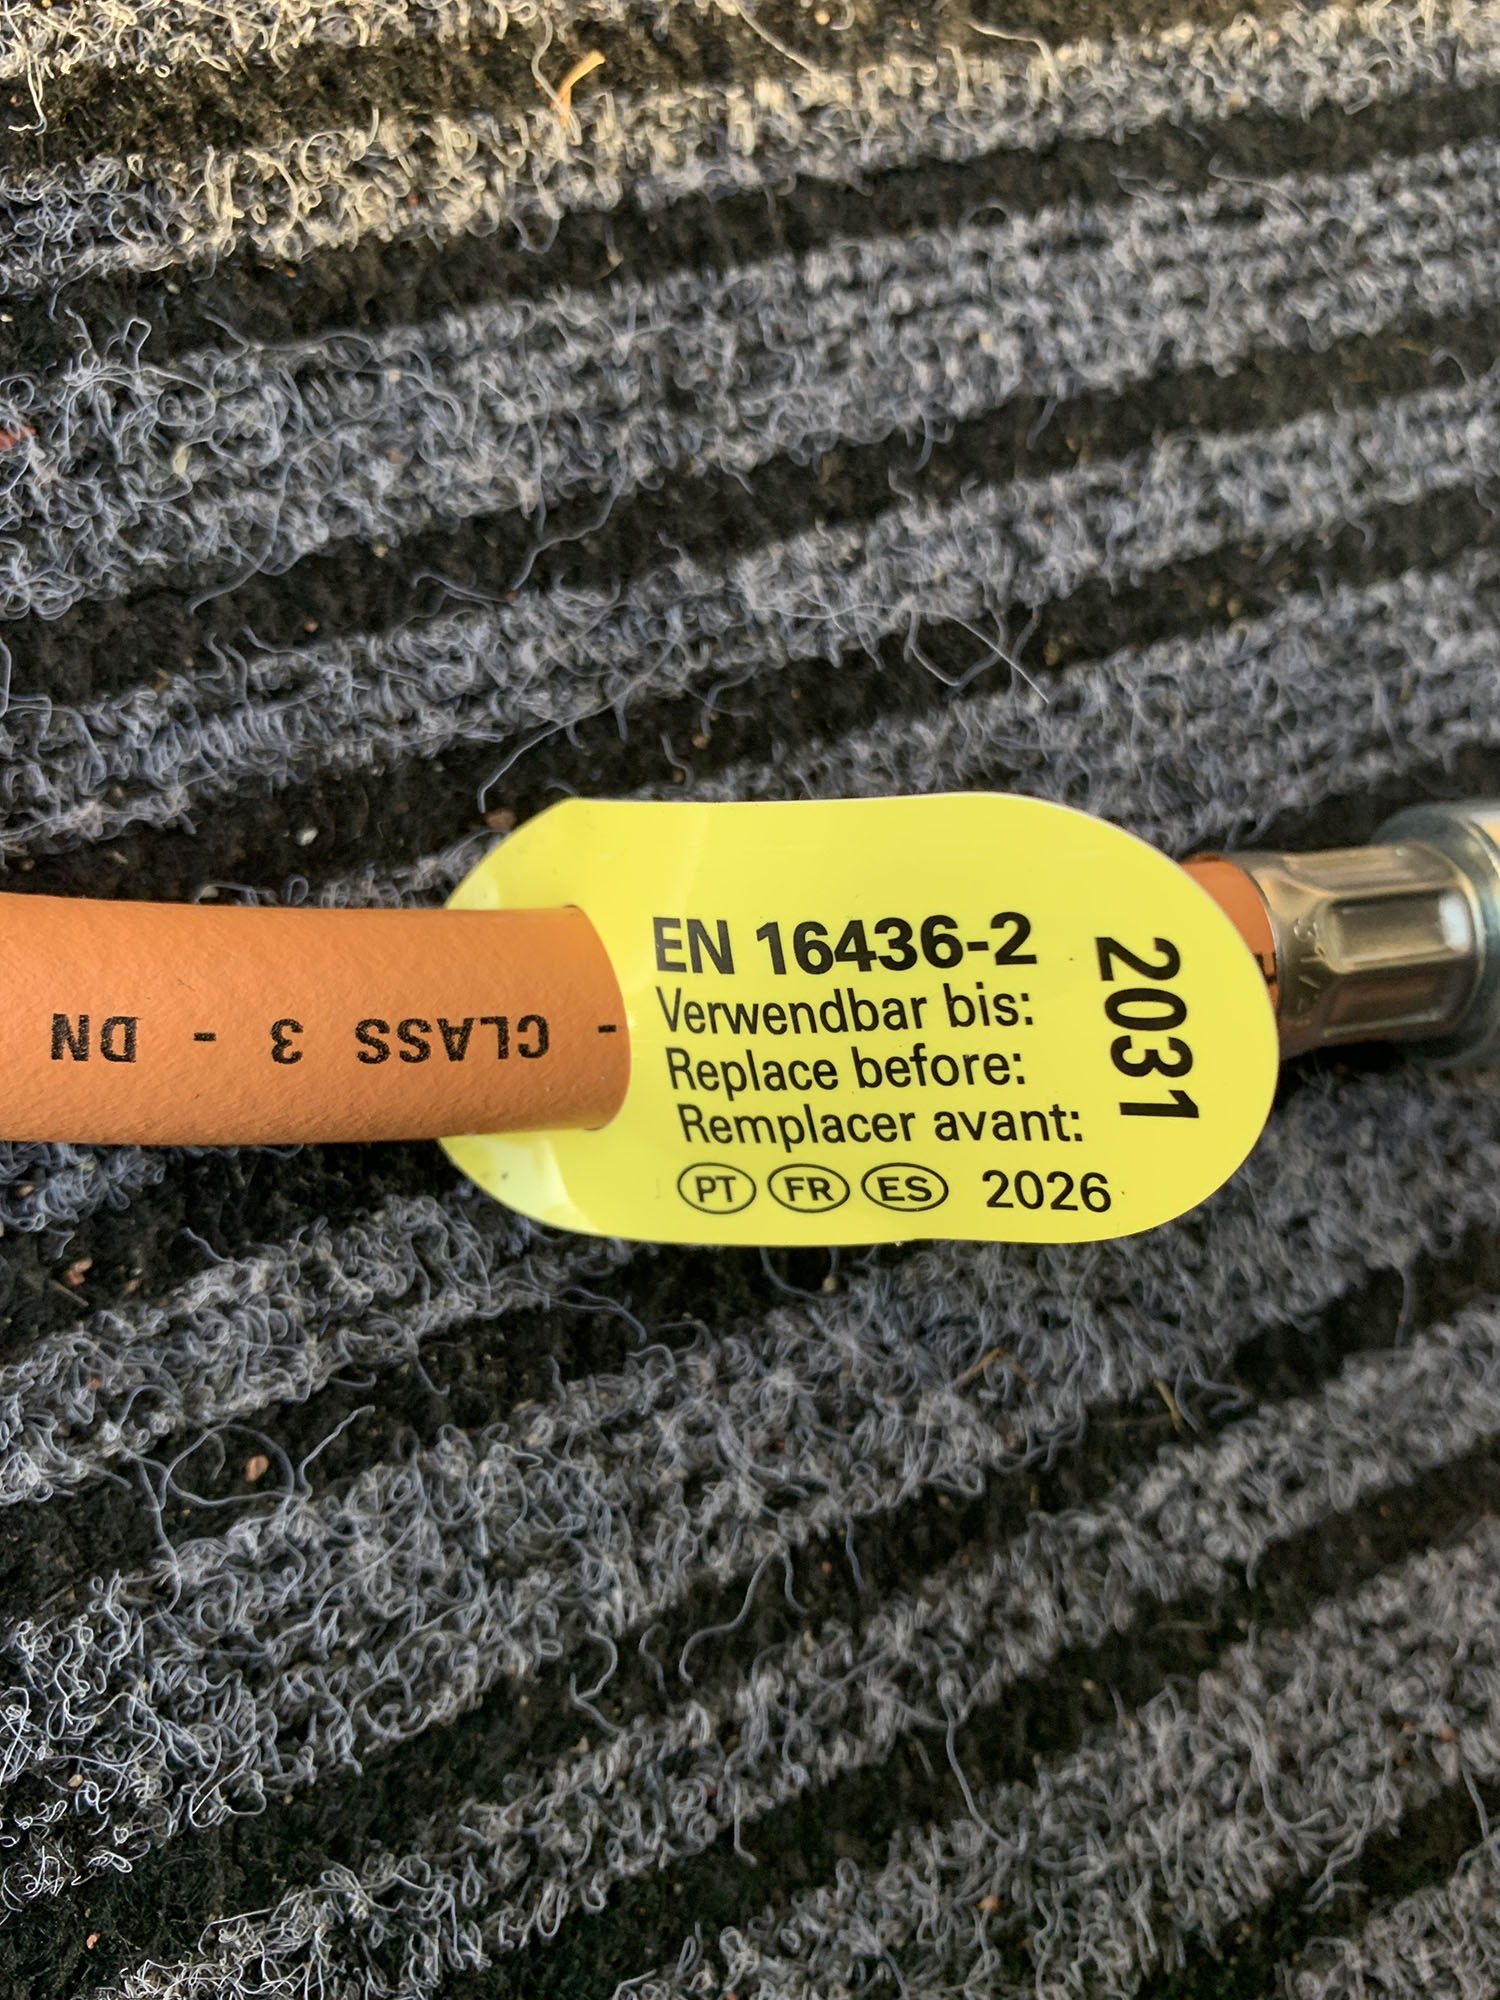 EN 16436-2
Verwendbar bis:
Replace before:
Remplacer avant:
2031
PT FR ES 2026
- CLASS 3 - DN